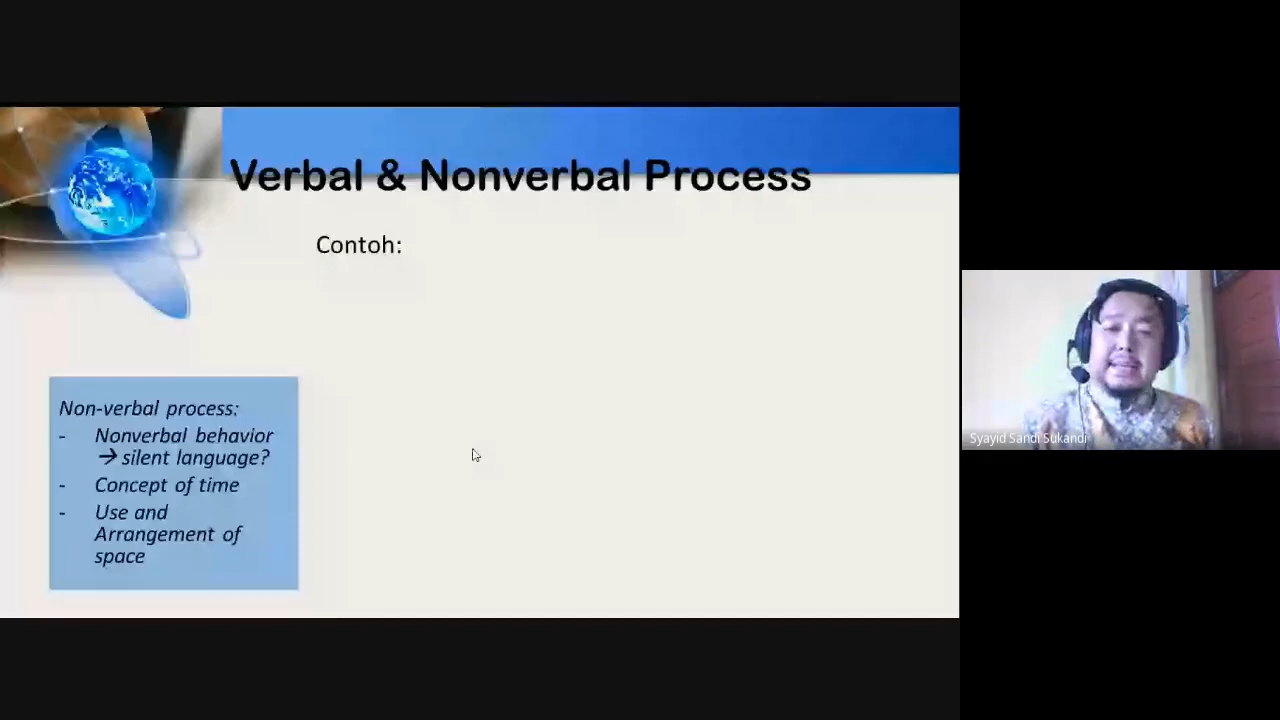 Verbal & Nonverbal Process
Contoh:
Non-verbal process:
- Nonverbal behavior
→ silent language?
- Concept of time
- Use and
Arrangement of
space
Syayid Sandi Sukandi